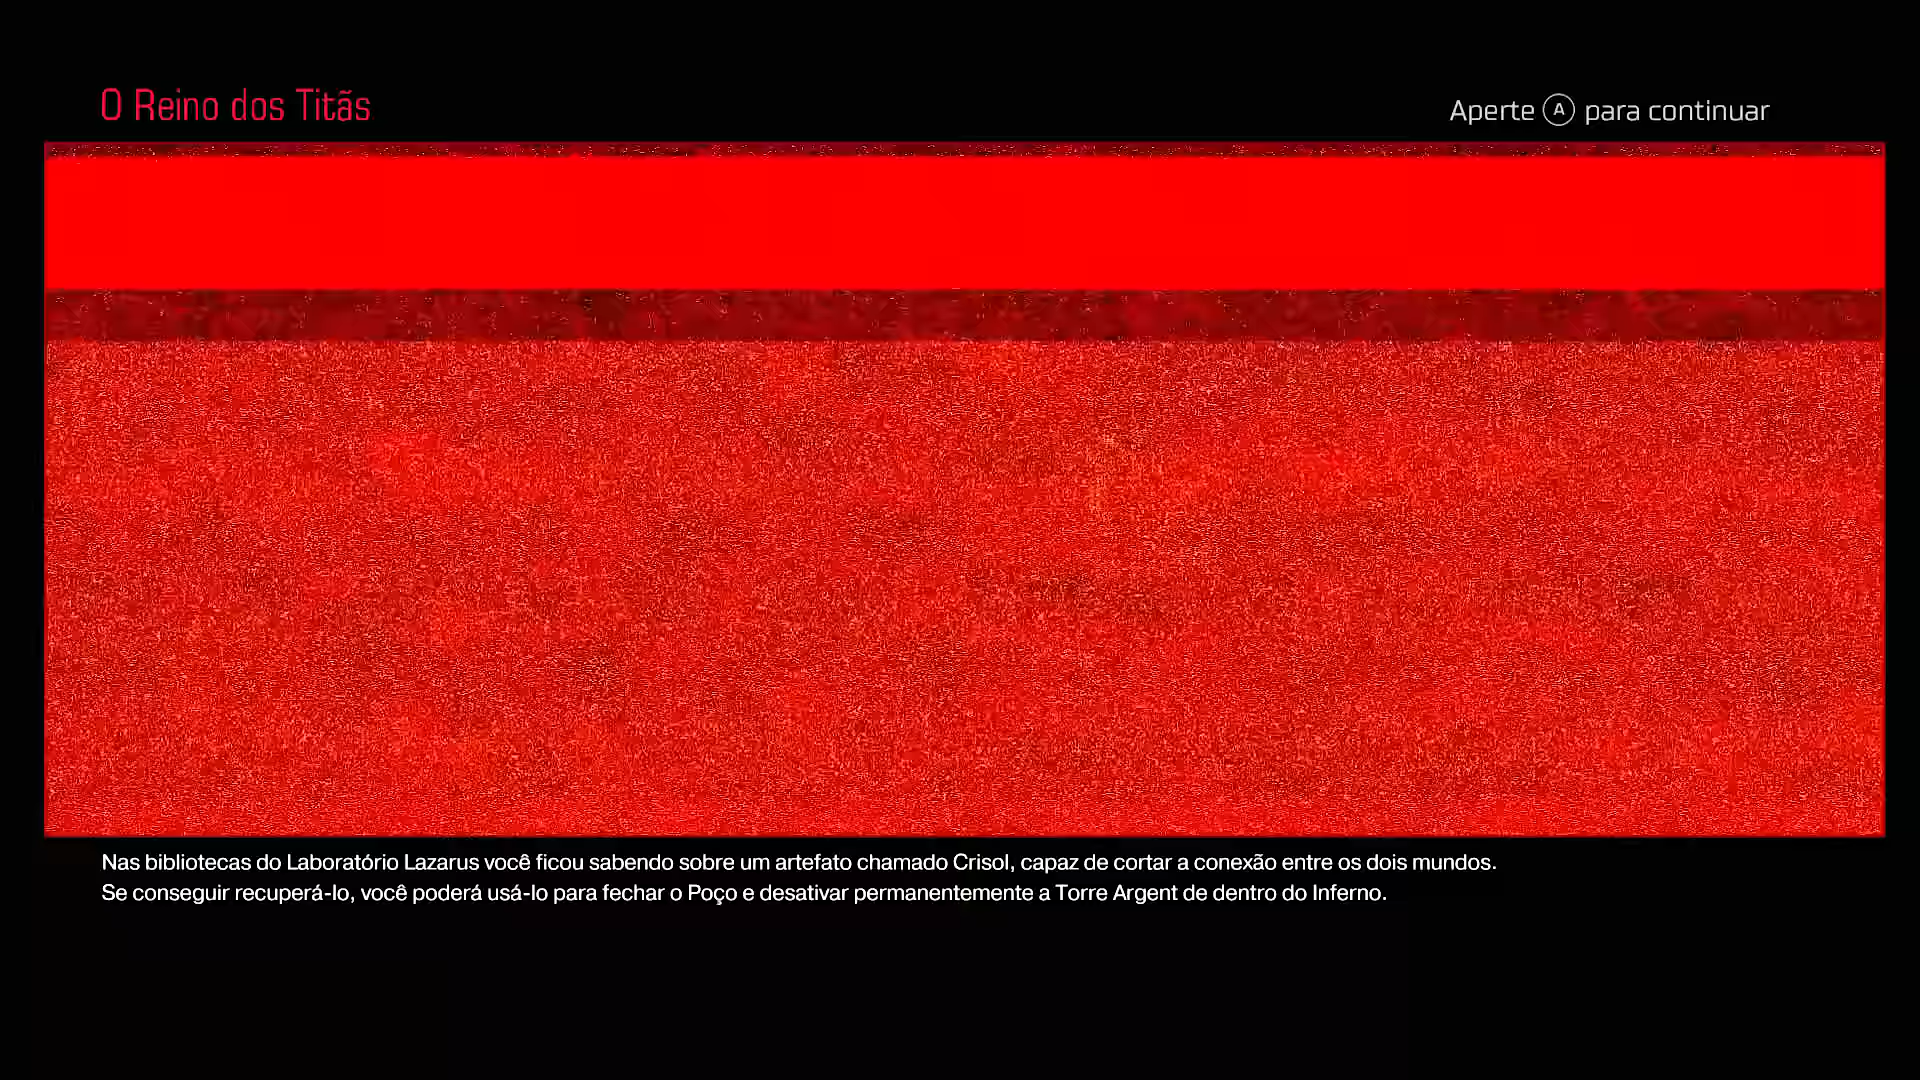 O Reino dos Titãs
Aperte A para continuar
Nas bibliotecas do Laboratório Lazarus você ficou sabendo sobre um artefato chamado Crisol, capaz de cortar a conexão entre os dois mundos.
Se conseguir recuperá-lo, você poderá usá-lo para fechar o Poço e desativar permanentemente a Torre Argent de dentro do Inferno.